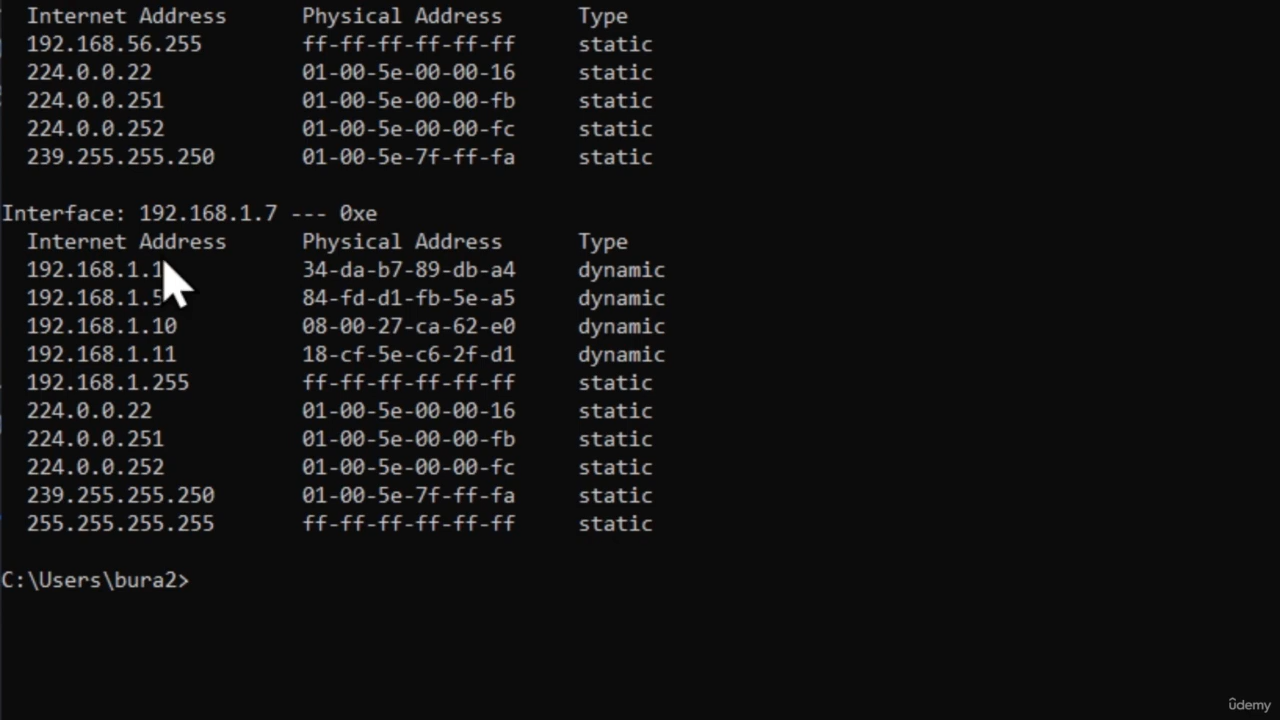 Internet Address Physical Address Type
192.168.56.255 ff-ff-ff-ff-ff-ff static
224.0.0.22 01-00-5e-00-00-16 static
224.0.0.251 01-00-5e-00-00-fb static
224.0.0.252 01-00-5e-00-00-fc static
239.255.255.250 01-00-5e-7f-ff-fa static
Interface: 192.168.1.7 --- 0xe
Internet Address Physical Address Type
192.168.1.1 34-da-b7-89-db-a4 dynamic
192.168.1.5 84-fd-d1-fb-5e-a5 dynamic
192.168.1.10 08-00-27-ca-62-e0 dynamic
192.168.1.11 18-cf-5e-c6-2f-d1 dynamic
192.168.1.255 ff-ff-ff-ff-ff-ff static
224.0.0.22 01-00-5e-00-00-16 static
224.0.0.251 01-00-5e-00-00-fb static
224.0.0.252 01-00-5e-00-00-fc static
239.255.255.250 01-00-5e-7f-ff-fa static
255.255.255.255 ff-ff-ff-ff-ff-ff static
C:\Users\bura2>
ûdemy